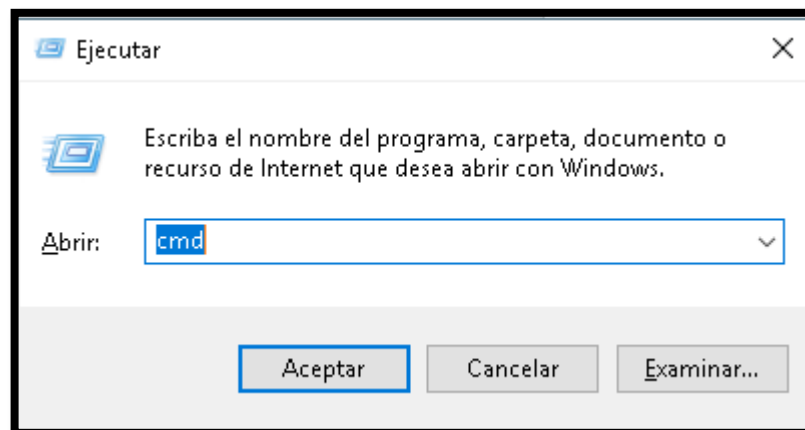 Ejecutar
Escriba el nombre del programa, carpeta, documento o
recurso de Internet que desea abrir con Windows.
Abrir: cmd
Aceptar Cancelar Examinar...